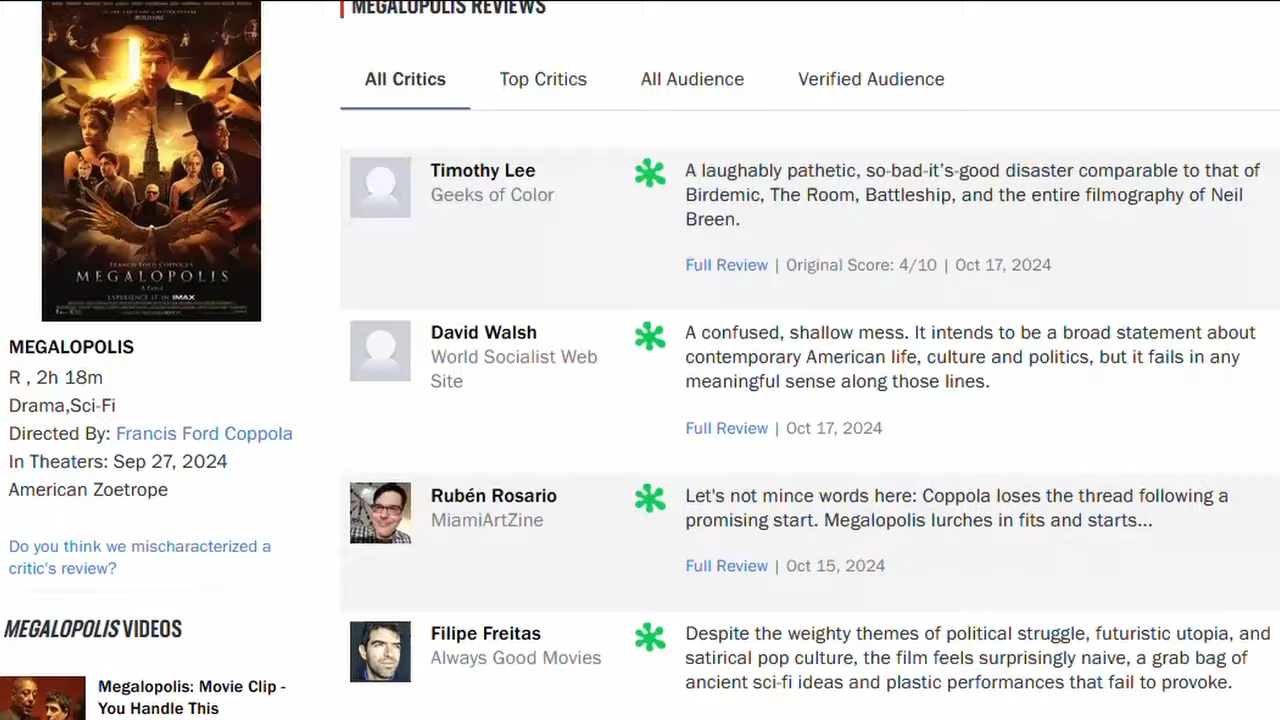 MEGALOPOLIS REVIEWS
All Critics
Top Critics
All Audience
Verified Audience
FRANCIS FORD COPPOLA'S
MEGALOPOLIS
A FABLE
EXPERIENCE IT IN IMAX
MEGALOPOLIS
R , 2h 18m
Drama,Sci-Fi
Directed By: Francis Ford Coppola
In Theaters: Sep 27, 2024
American Zoetrope
Do you think we mischaracterized a
critic's review?
MEGALOPOLIS VIDEOS
Megalopolis: Movie Clip -
You Handle This
Timothy Lee
Geeks of Color
A laughably pathetic, so-bad-it’s-good disaster comparable to that of
Birdemic, The Room, Battleship, and the entire filmography of Neil
Breen.
Full Review | Original Score: 4/10 | Oct 17, 2024
David Walsh
World Socialist Web
Site
A confused, shallow mess. It intends to be a broad statement about
contemporary American life, culture and politics, but it fails in any
meaningful sense along those lines.
Full Review | Oct 17, 2024
Rubén Rosario
MiamiArtZine
Let's not mince words here: Coppola loses the thread following a
promising start. Megalopolis lurches in fits and starts...
Full Review | Oct 15, 2024
Filipe Freitas
Always Good Movies
Despite the weighty themes of political struggle, futuristic utopia, and
satirical pop culture, the film feels surprisingly naive, a grab bag of
ancient sci-fi ideas and plastic performances that fail to provoke.